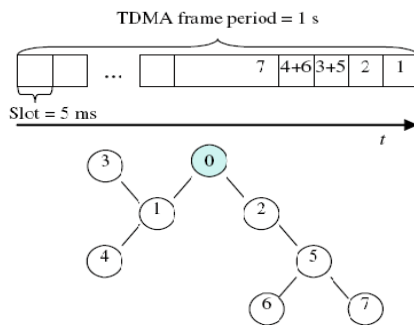 TDMA frame period = 1 s
... 7 4+6 3+5 2 1
Slot = 5 ms
t
3 0
1 2
4 5
6 7